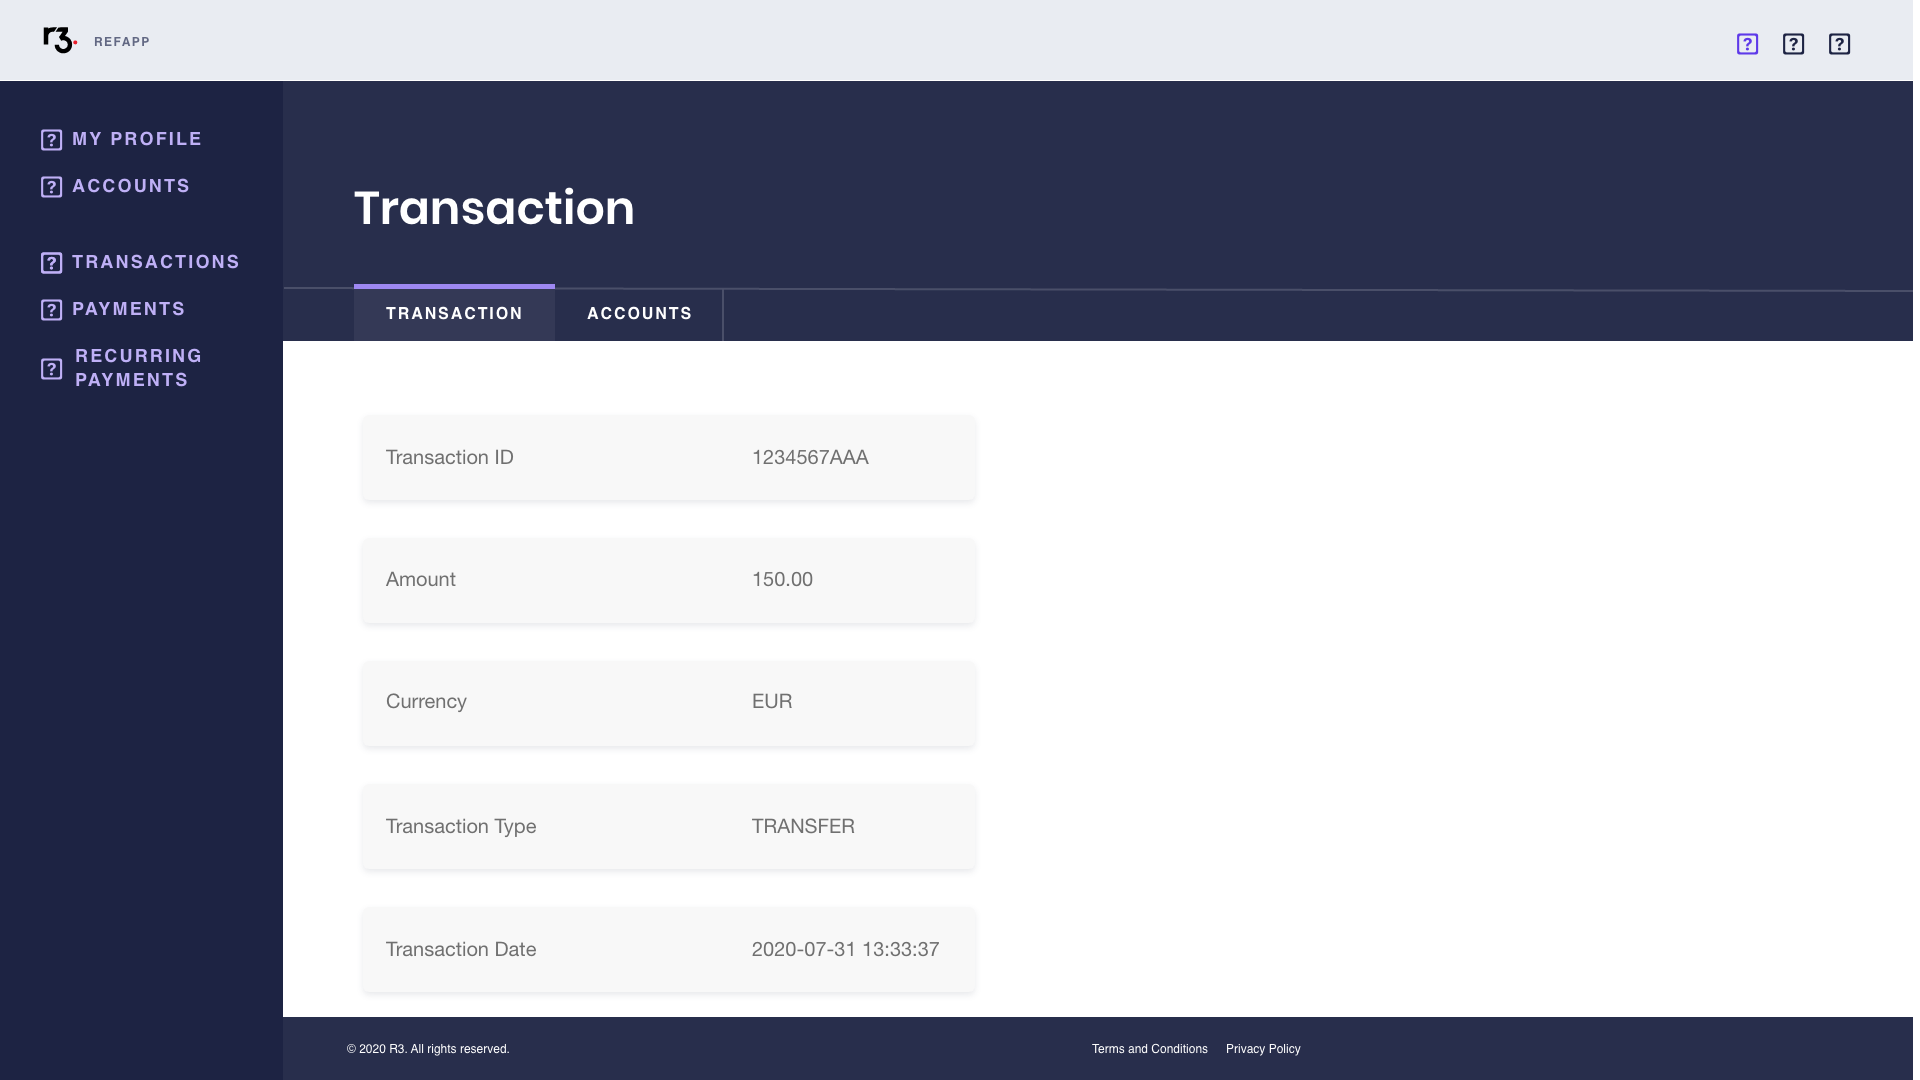 r3.
REFAPP
MY PROFILE
ACCOUNTS
TRANSACTIONS
PAYMENTS
RECURRING
PAYMENTS
Transaction
TRANSACTION
ACCOUNTS
Transaction ID 1234567AAA
Amount 150.00
Currency EUR
Transaction Type TRANSFER
Transaction Date 2020-07-31 13:33:37
© 2020 R3. All rights reserved.
Terms and Conditions Privacy Policy